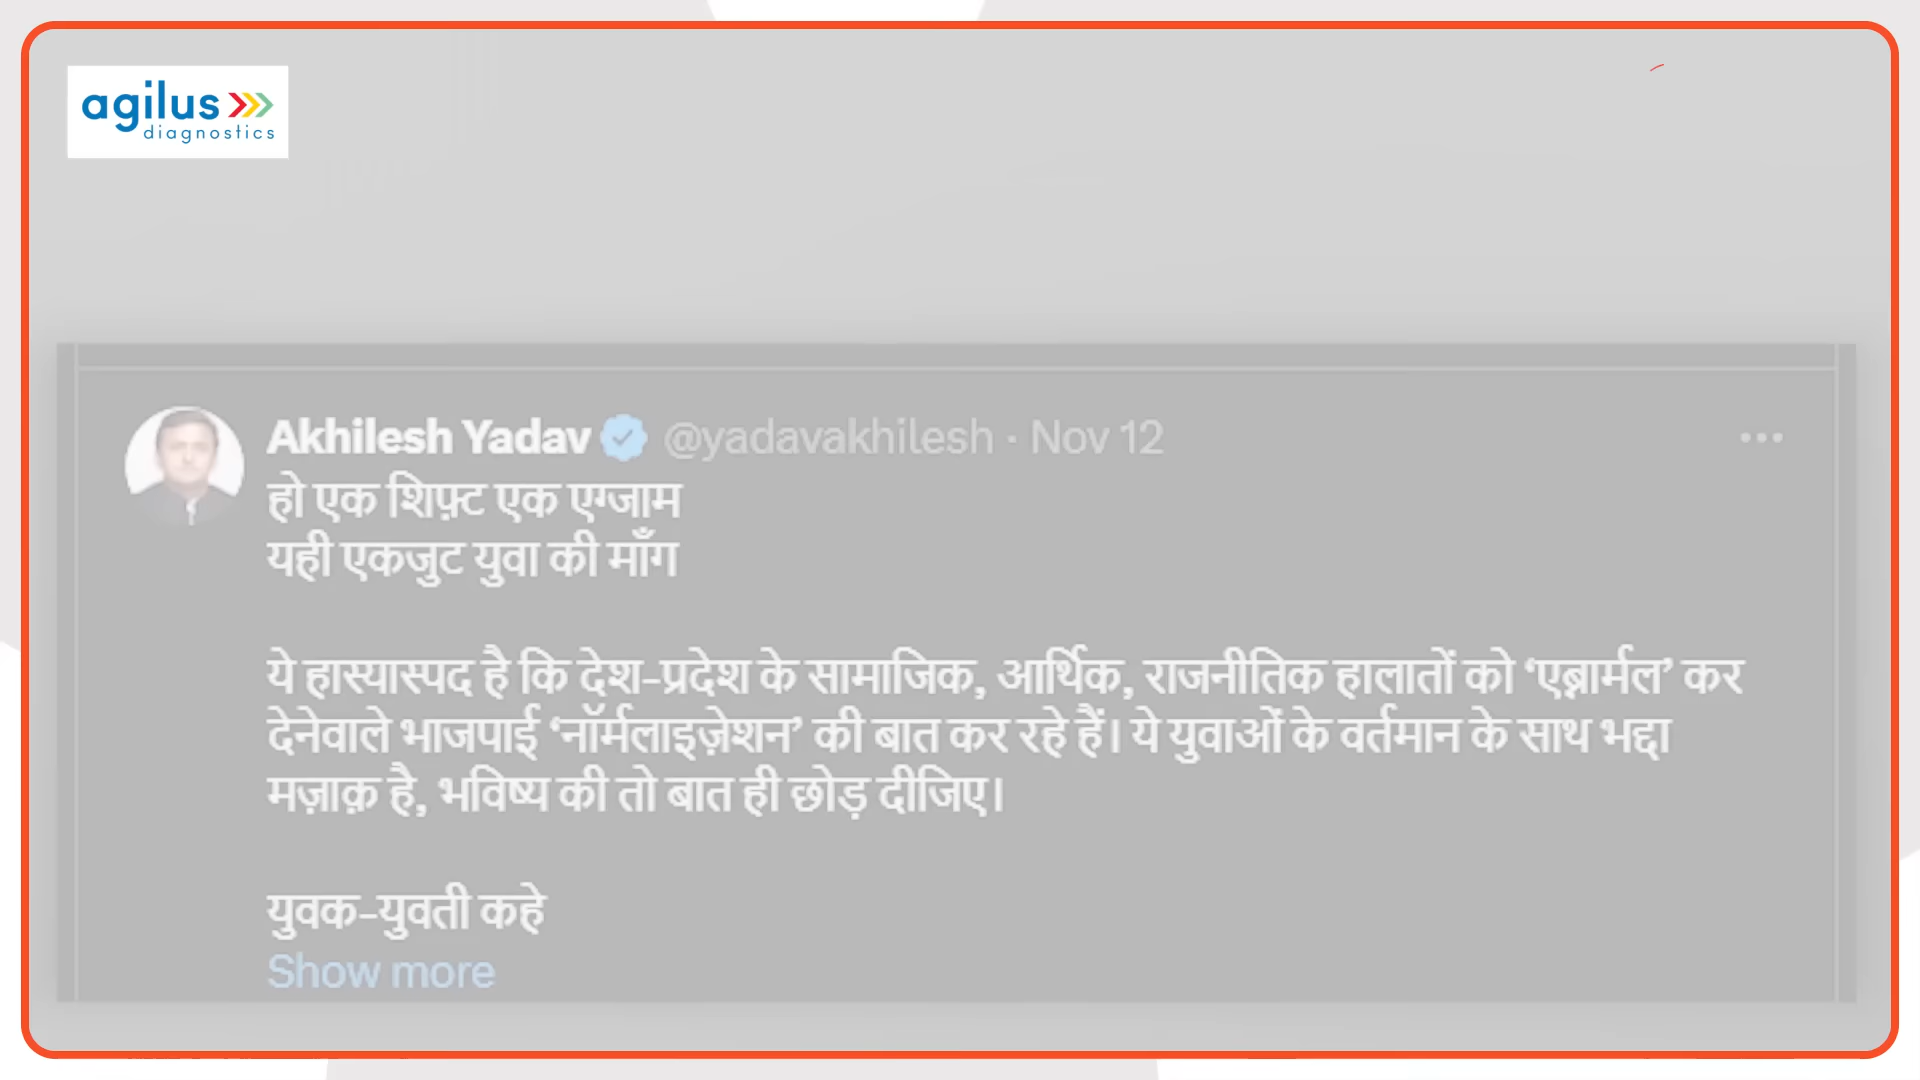 agilus
diagnostics
Akhilesh Yadav @yadavakhilesh · Nov 12
हो एक शिफ़्ट एक एग्जाम
यही एकजुट युवा की माँग
ये हास्यास्पद है कि देश-प्रदेश के सामाजिक, आर्थिक, राजनीतिक हालातों को ‘एब्नार्मल’ कर
देनेवाले भाजपाई ‘नॉर्मलाइज़ेशन’ की बात कर रहे हैं। ये युवाओं के वर्तमान के साथ भद्दा
मज़ाक़ है, भविष्य की तो बात ही छोड़ दीजिए।
युवक-युवती कहे
Show more